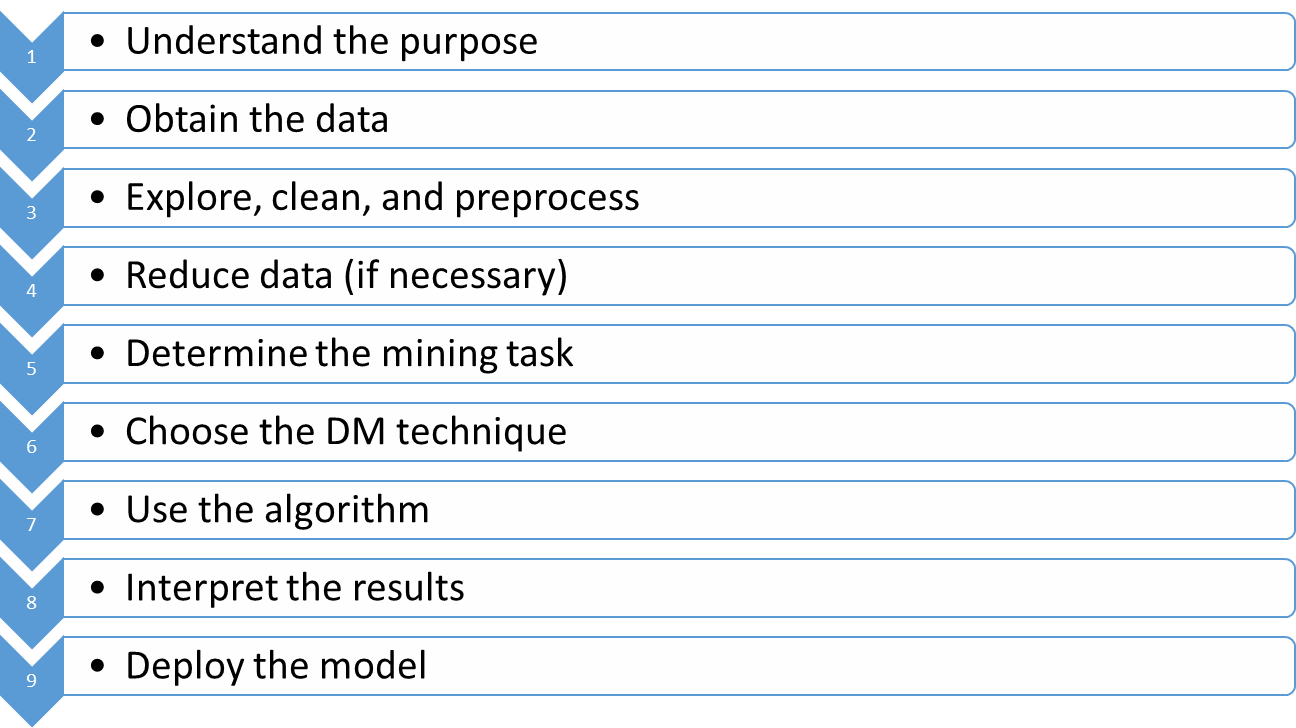 1 • Understand the purpose
2 • Obtain the data
3 • Explore, clean, and preprocess
4 • Reduce data (if necessary)
5 • Determine the mining task
6 • Choose the DM technique
7 • Use the algorithm
8 • Interpret the results
9 • Deploy the model